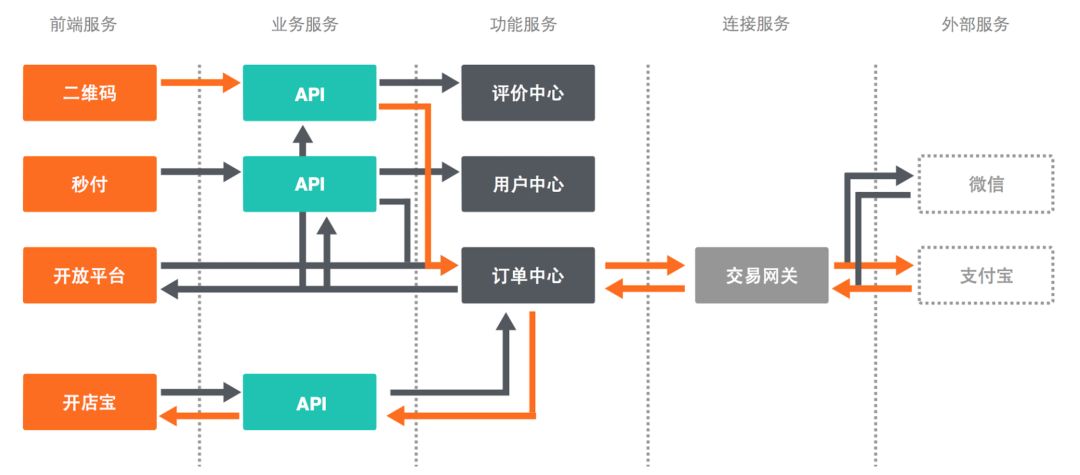 前端服务
业务服务
功能服务
连接服务
外部服务
二维码
API
评价中心
秒付
API
用户中心
微信
开放平台
订单中心
交易网关
支付宝
开店宝
API